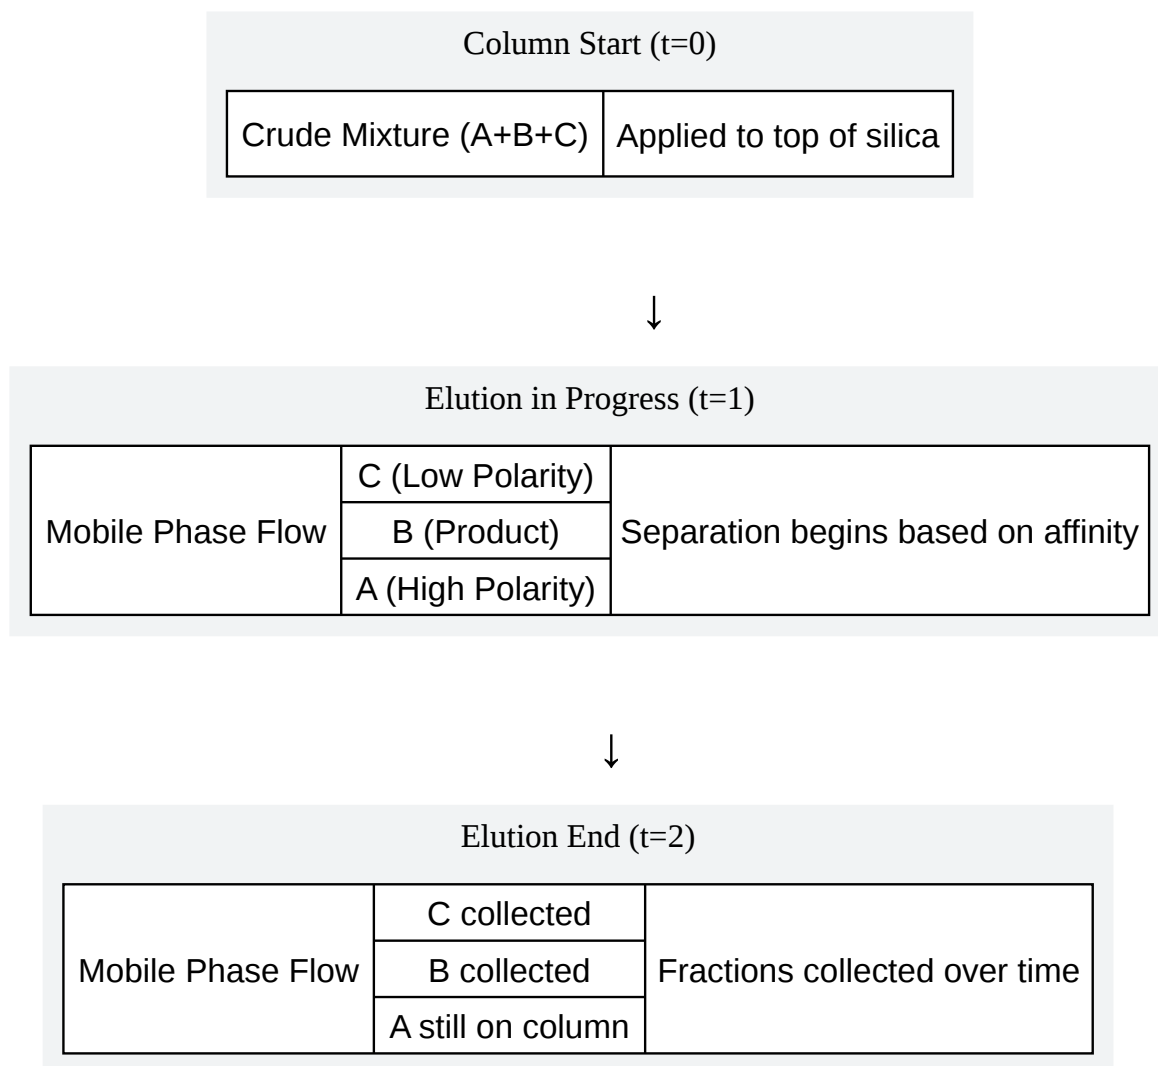 Column Start (t=0)
Crude Mixture (A+B+C)
Applied to top of silica
↓
Elution in Progress (t=1)
Mobile Phase Flow
C (Low Polarity)
B (Product)
A (High Polarity)
Separation begins based on affinity
↓
Elution End (t=2)
Mobile Phase Flow
C collected
B collected
A still on column
Fractions collected over time